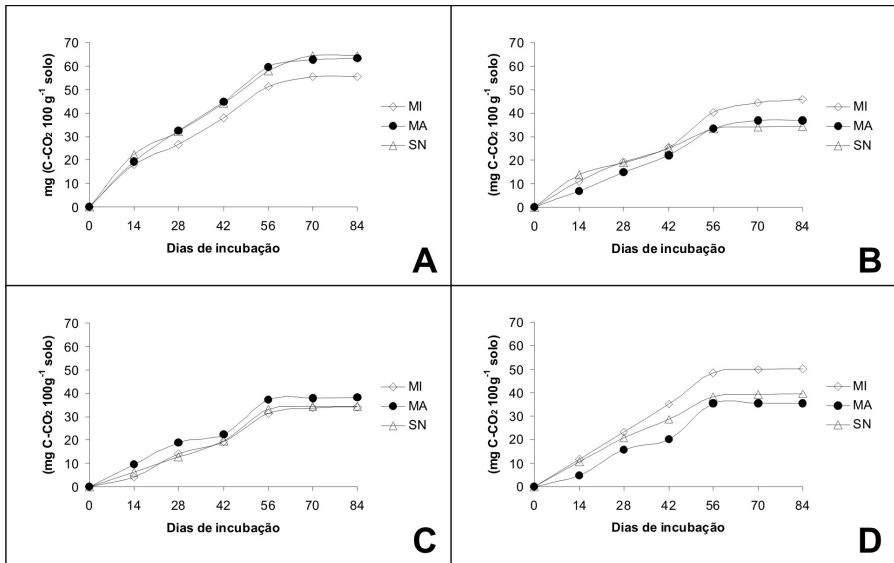 70
60
50
40
30
20
10
0
mg (C-CO₂ 100 g⁻¹ solo)
0 14 28 42 56 70 84
Dias de incubação
MI
MA
SN
A
70
60
50
40
30
20
10
0
(mg C-CO₂ 100 g⁻¹ solo)
0 14 28 42 56 70 84
Dias de incubação
MI
MA
SN
B
70
60
50
40
30
20
10
0
(mg C-CO₂ 100g⁻¹ solo)
0 14 28 42 56 70 84
Dias de incubação
MI
MA
SN
C
70
60
50
40
30
20
10
0
(mg C-CO₂ 100g⁻¹ solo)
0 14 28 42 56 70 84
Dias de incubação
MI
MA
SN
D